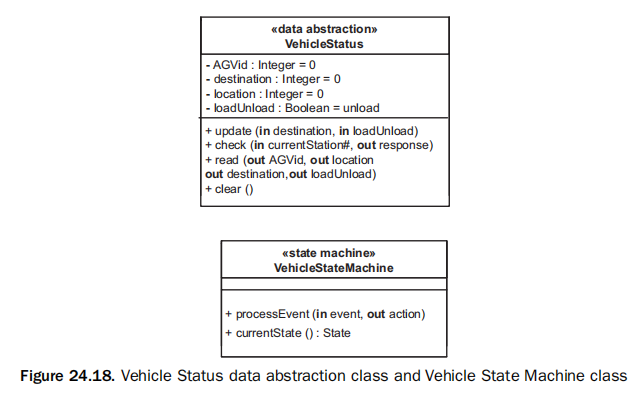 «data abstraction»
VehicleStatus
- AGVid : Integer = 0
- destination : Integer = 0
- location : Integer = 0
- loadUnload : Boolean = unload
+ update (in destination, in loadUnload)
+ check (in currentStation#, out response)
+ read (out AGVid, out location
out destination,out loadUnload)
+ clear ()
«state machine»
VehicleStateMachine
+ processEvent (in event, out action)
+ currentState () : State
Figure 24.18. Vehicle Status data abstraction class and Vehicle State Machine class